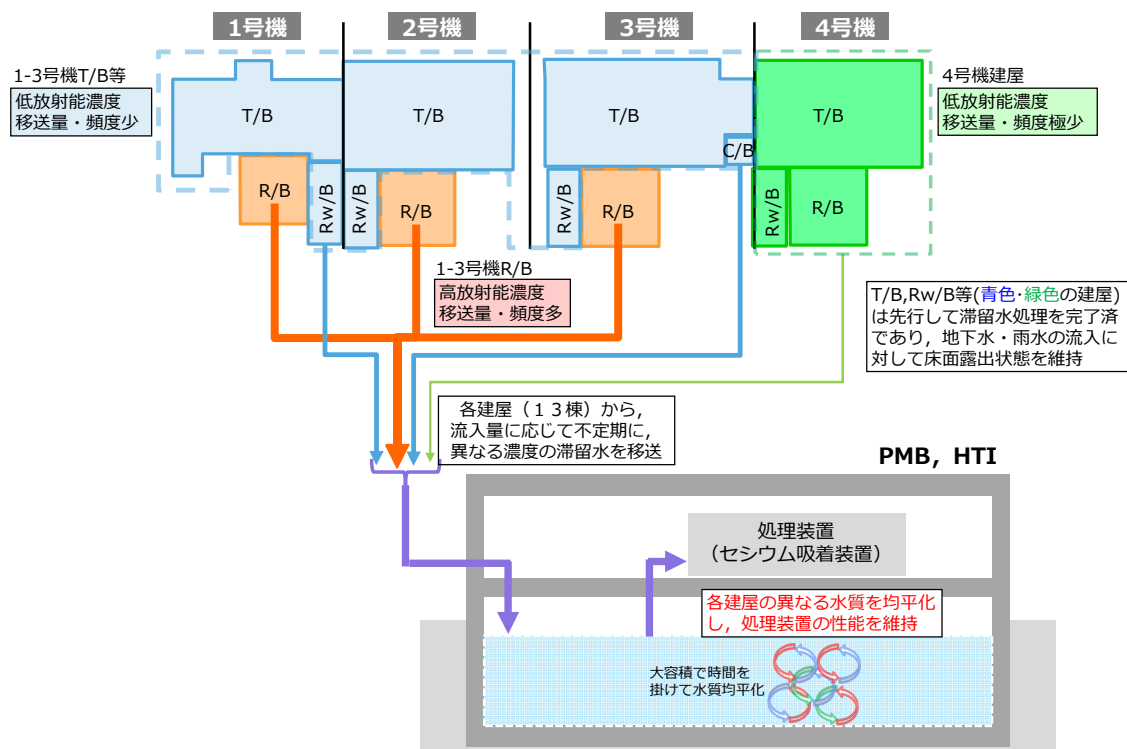 1号機
2号機
3号機
4号機
1-3号機T/B等
低放射能濃度
移送量・頻度少
4号機建屋
低放射能濃度
移送量・頻度極少
T/B
T/B
T/B
T/B
C/B
R/B
Rw/B
Rw/B
R/B
Rw/B
R/B
Rw/B
R/B
1-3号機R/B
高放射能濃度
移送量・頻度多
T/B,Rw/B等(青色・緑色の建屋)
は先行して滞留水処理を完了済
であり，地下水・雨水の流入に
対して床面露出状態を維持
各建屋（１３棟）から，
流入量に応じて不定期に，
異なる濃度の滞留水を移送
PMB，HTI
処理装置
（セシウム吸着装置）
各建屋の異なる水質を均平化
し，処理装置の性能を維持
大容積で時間を
掛けて水質均平化